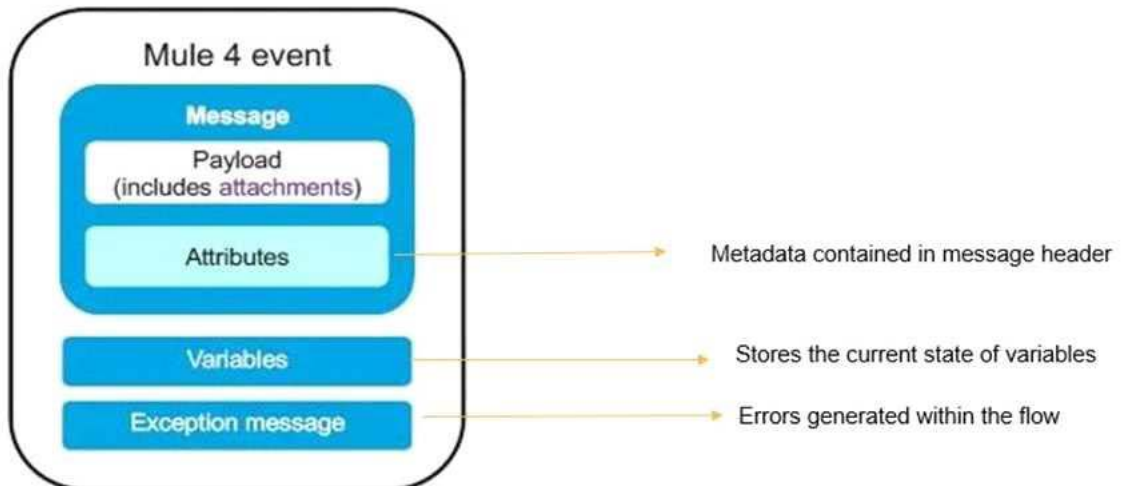 Mule 4 event
Message
Payload
(includes attachments)
Attributes
Metadata contained in message header
Variables
Stores the current state of variables
Exception message
Errors generated within the flow